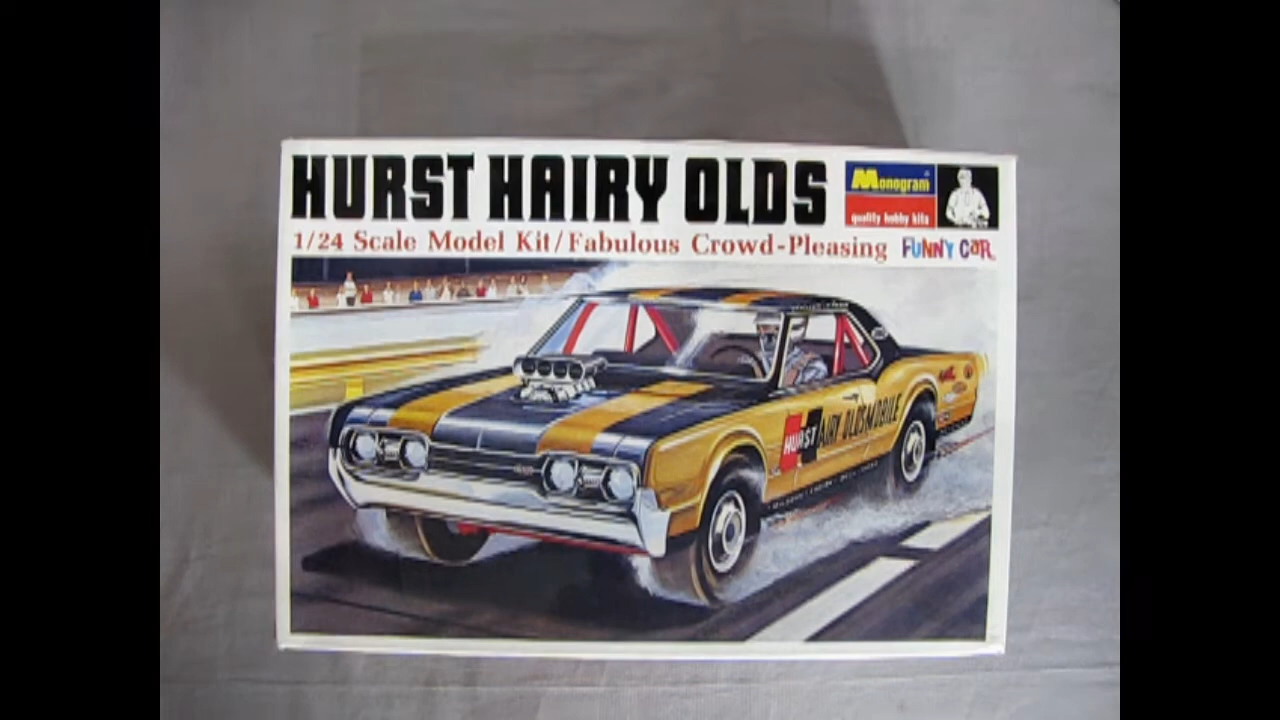 HURST HAIRY OLDS
Monogram
quality hobby kits
1/24 Scale Model Kit/Fabulous Crowd-Pleasing FUNNY CAR
HURST HAIRY OLDSMOBILE